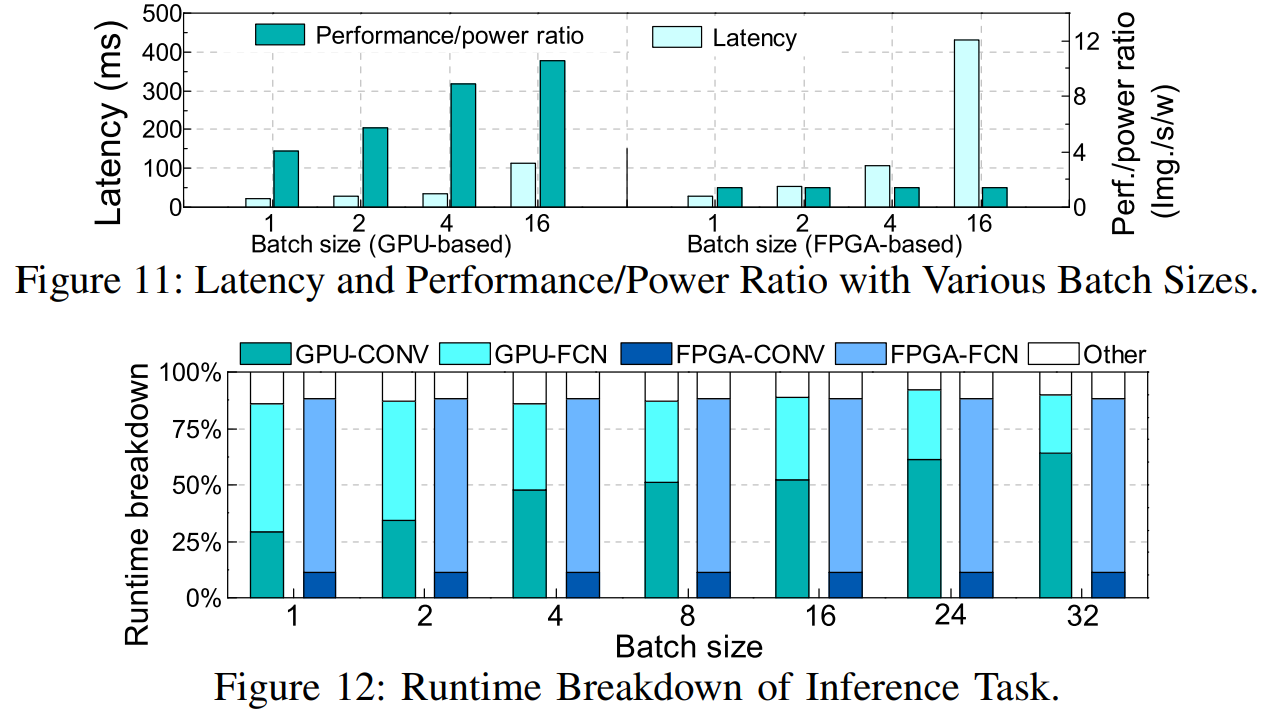 500
400
300
200
100
0
Latency (ms)
Performance/power ratio
Latency
12
8
4
0
Perf./power ratio
(Img./s/w)
1 2 4 16 1 2 4 16
Batch size (GPU-based) Batch size (FPGA-based)
Figure 11: Latency and Performance/Power Ratio with Various Batch Sizes.
GPU-CONV GPU-FCN FPGA-CONV FPGA-FCN Other
100%
75%
50%
25%
0%
Runtime breakdown
1 2 4 8 16 24 32
Batch size
Figure 12: Runtime Breakdown of Inference Task.